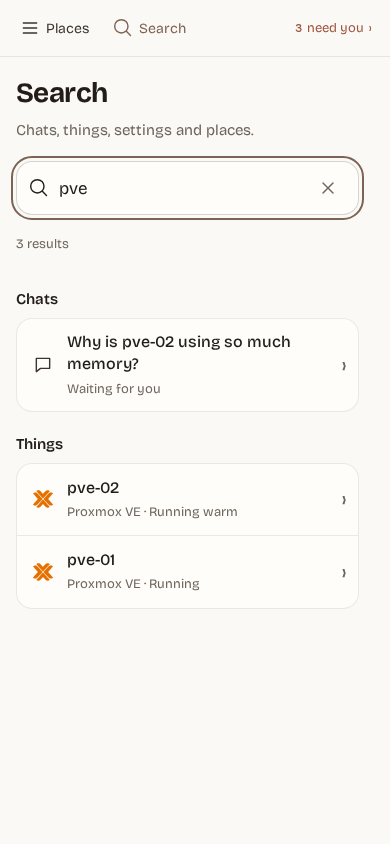 Places
Search
3 need you ›
Search
Chats, things, settings and places.
pve
3 results
Chats
Why is pve-02 using so much
memory?
Waiting for you
Things
pve-02
Proxmox VE · Running warm
pve-01
Proxmox VE · Running